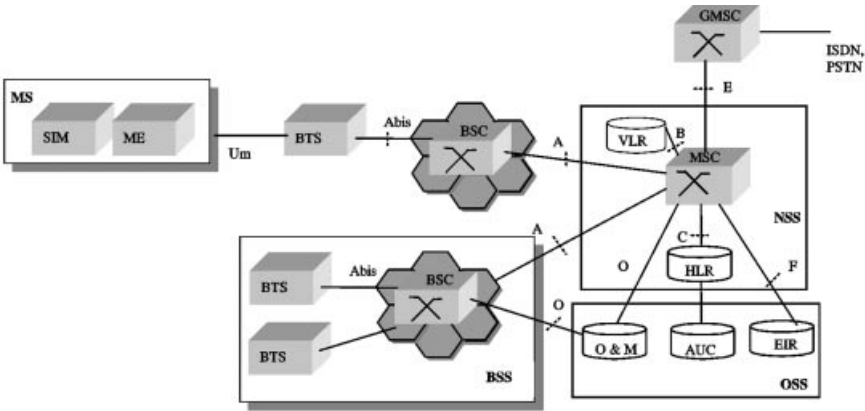 GMSC
ISDN,
PSTN
E
MS
SIM
ME
Um
BTS
Abis
BSC
A
VLR
B
MSC
NSS
C
HLR
O
F
A
BTS
Abis
BSC
BTS
BSS
O
O & M
AUC
EIR
OSS